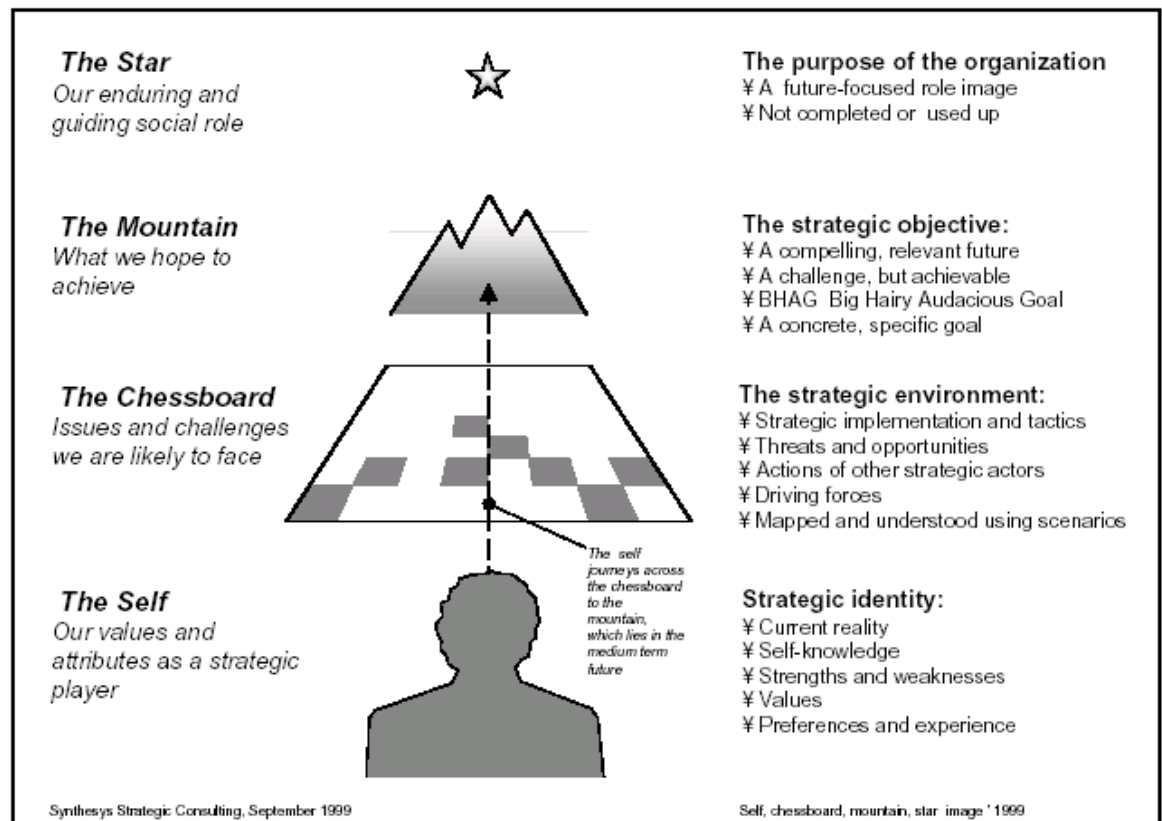 The Star
Our enduring and
guiding social role
The purpose of the organization
¥ A future-focused role image
¥ Not completed or used up
The Mountain
What we hope to
achieve
The strategic objective:
¥ A compelling, relevant future
¥ A challenge, but achievable
¥ BHAG Big Hairy Audacious Goal
¥ A concrete, specific goal
The Chessboard
Issues and challenges
we are likely to face
The strategic environment:
¥ Strategic implementation and tactics
¥ Threats and opportunities
¥ Actions of other strategic actors
¥ Driving forces
¥ Mapped and understood using scenarios
The self
journeys across
the chessboard
to the
mountain,
which lies in the
medium term
future
The Self
Our values and
attributes as a strategic
player
Strategic identity:
¥ Current reality
¥ Self-knowledge
¥ Strengths and weaknesses
¥ Values
¥ Preferences and experience
Synthesys Strategic Consulting, September 1999
Self, chessboard, mountain, star image ' 1999